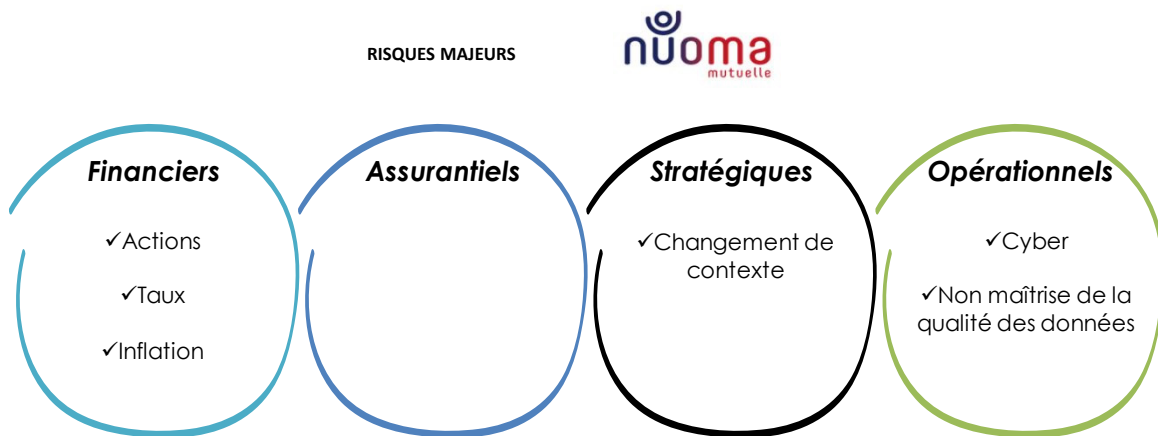 RISQUES MAJEURS
nuoma
mutuelle
Financiers
✓Actions
✓Taux
✓Inflation
Assurantiels
Stratégiques
✓Changement de
contexte
Opérationnels
✓Cyber
✓Non maîtrise de la
qualité des données